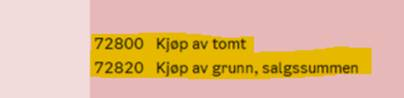 72800 Kjøp av tomt
72820 Kjøp av grunn, salgssummen